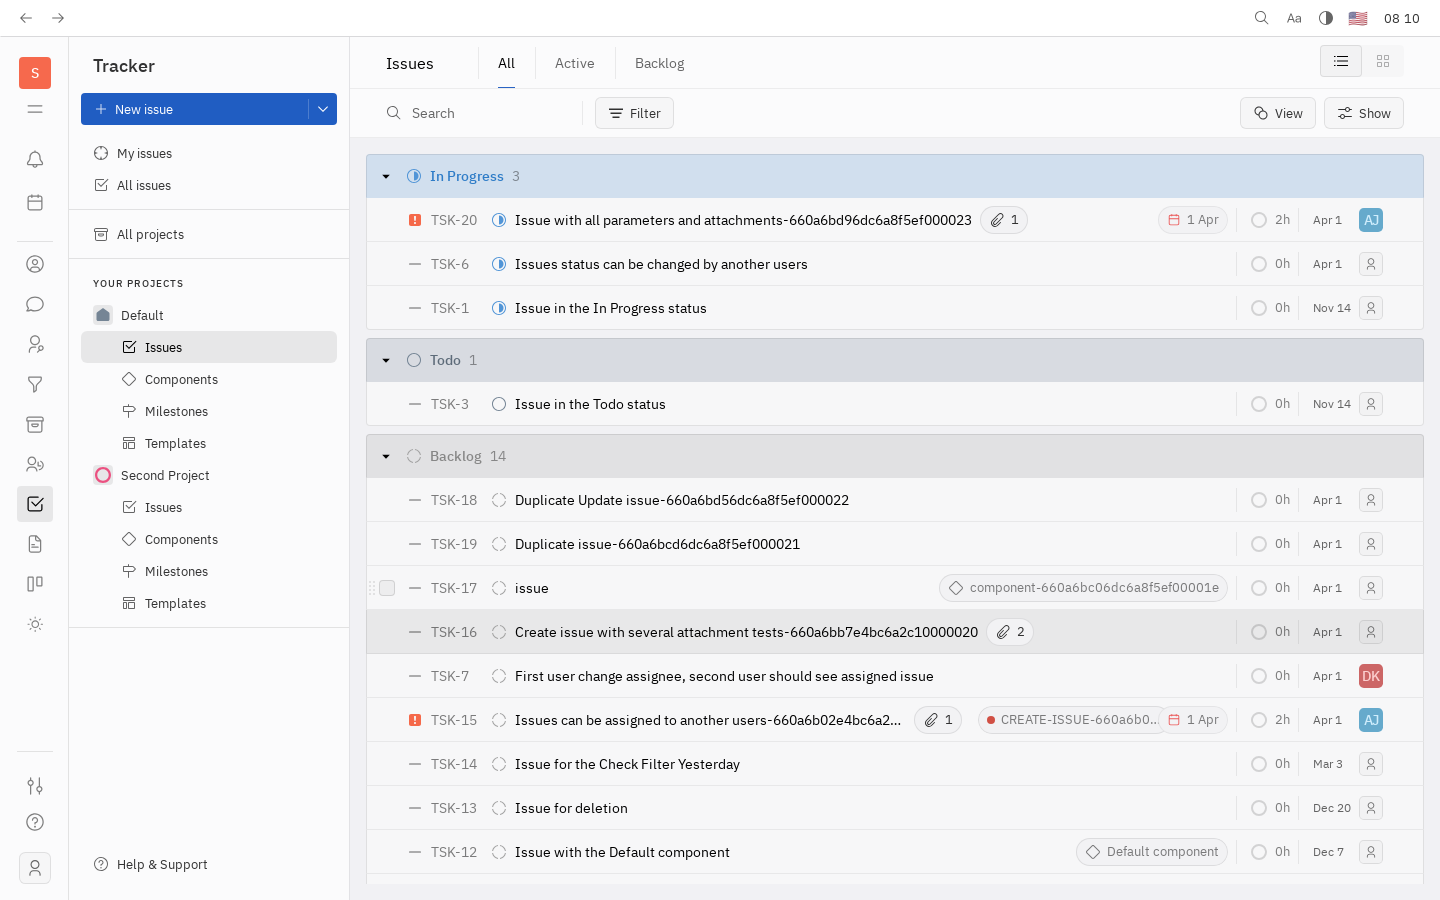 Aa 08 10
S
Tracker
New issue
My issues
All issues
All projects
YOUR PROJECTS
Default
Issues
Components
Milestones
Templates
Second Project
Issues
Components
Milestones
Templates
Help & Support
Issues All Active Backlog
Search Filter View Show
In Progress 3
TSK-20 Issue with all parameters and attachments-660a6bd96dc6a8f5ef000023 1 1 Apr 2h Apr 1 AJ
TSK-6 Issues status can be changed by another users 0h Apr 1
TSK-1 Issue in the In Progress status 0h Nov 14
Todo 1
TSK-3 Issue in the Todo status 0h Nov 14
Backlog 14
TSK-18 Duplicate Update issue-660a6bd56dc6a8f5ef000022 0h Apr 1
TSK-19 Duplicate issue-660a6bcd6dc6a8f5ef000021 0h Apr 1
TSK-17 issue component-660a6bc06dc6a8f5ef00001e 0h Apr 1
TSK-16 Create issue with several attachment tests-660a6bb7e4bc6a2c10000020 2 0h Apr 1
TSK-7 First user change assignee, second user should see assigned issue 0h Apr 1 DK
TSK-15 Issues can be assigned to another users-660a6b02e4bc6a2... 1 CREATE-ISSUE-660a6b0... 1 Apr 2h Apr 1 AJ
TSK-14 Issue for the Check Filter Yesterday 0h Mar 3
TSK-13 Issue for deletion 0h Dec 20
TSK-12 Issue with the Default component Default component 0h Dec 7